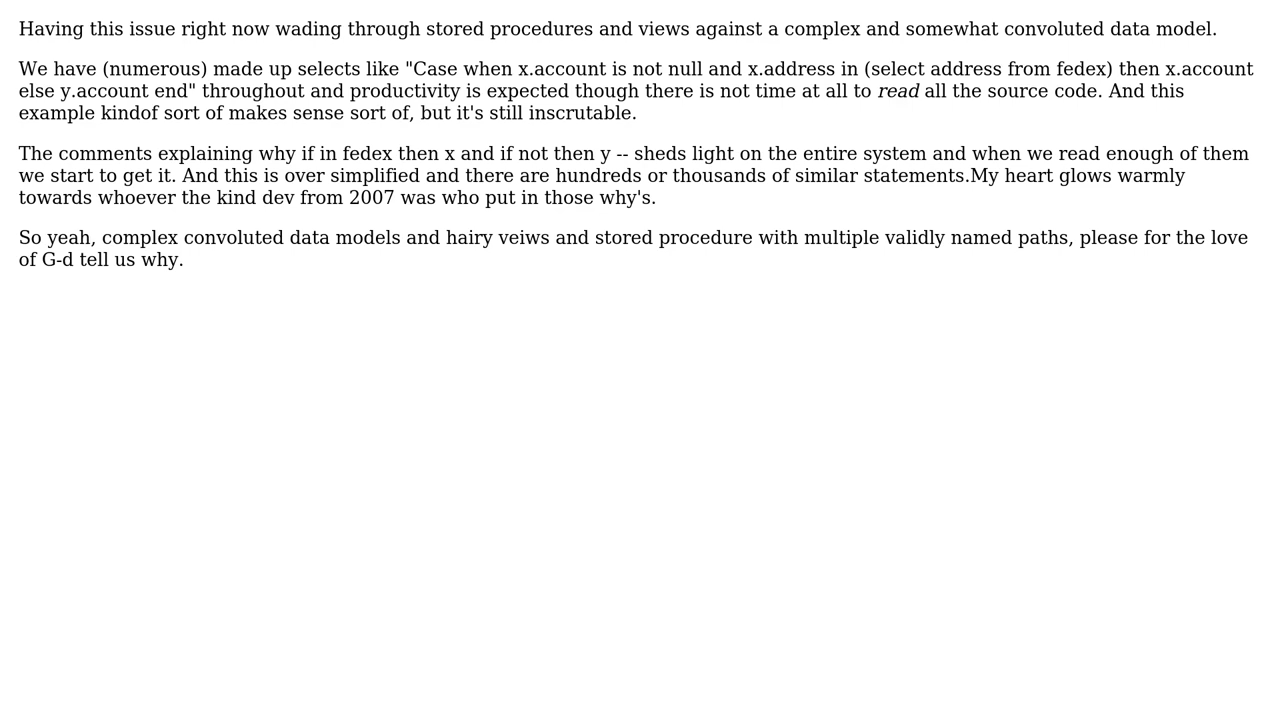 Having this issue right now wading through stored procedures and views against a complex and somewhat convoluted data model.
We have (numerous) made up selects like "Case when x.account is not null and x.address in (select address from fedex) then x.account
else y.account end" throughout and productivity is expected though there is not time at all to read all the source code. And this
example kindof sort of makes sense sort of, but it's still inscrutable.
The comments explaining why if in fedex then x and if not then y -- sheds light on the entire system and when we read enough of them
we start to get it. And this is over simplified and there are hundreds or thousands of similar statements.My heart glows warmly
towards whoever the kind dev from 2007 was who put in those why's.
So yeah, complex convoluted data models and hairy veiws and stored procedure with multiple validly named paths, please for the love
of G-d tell us why.